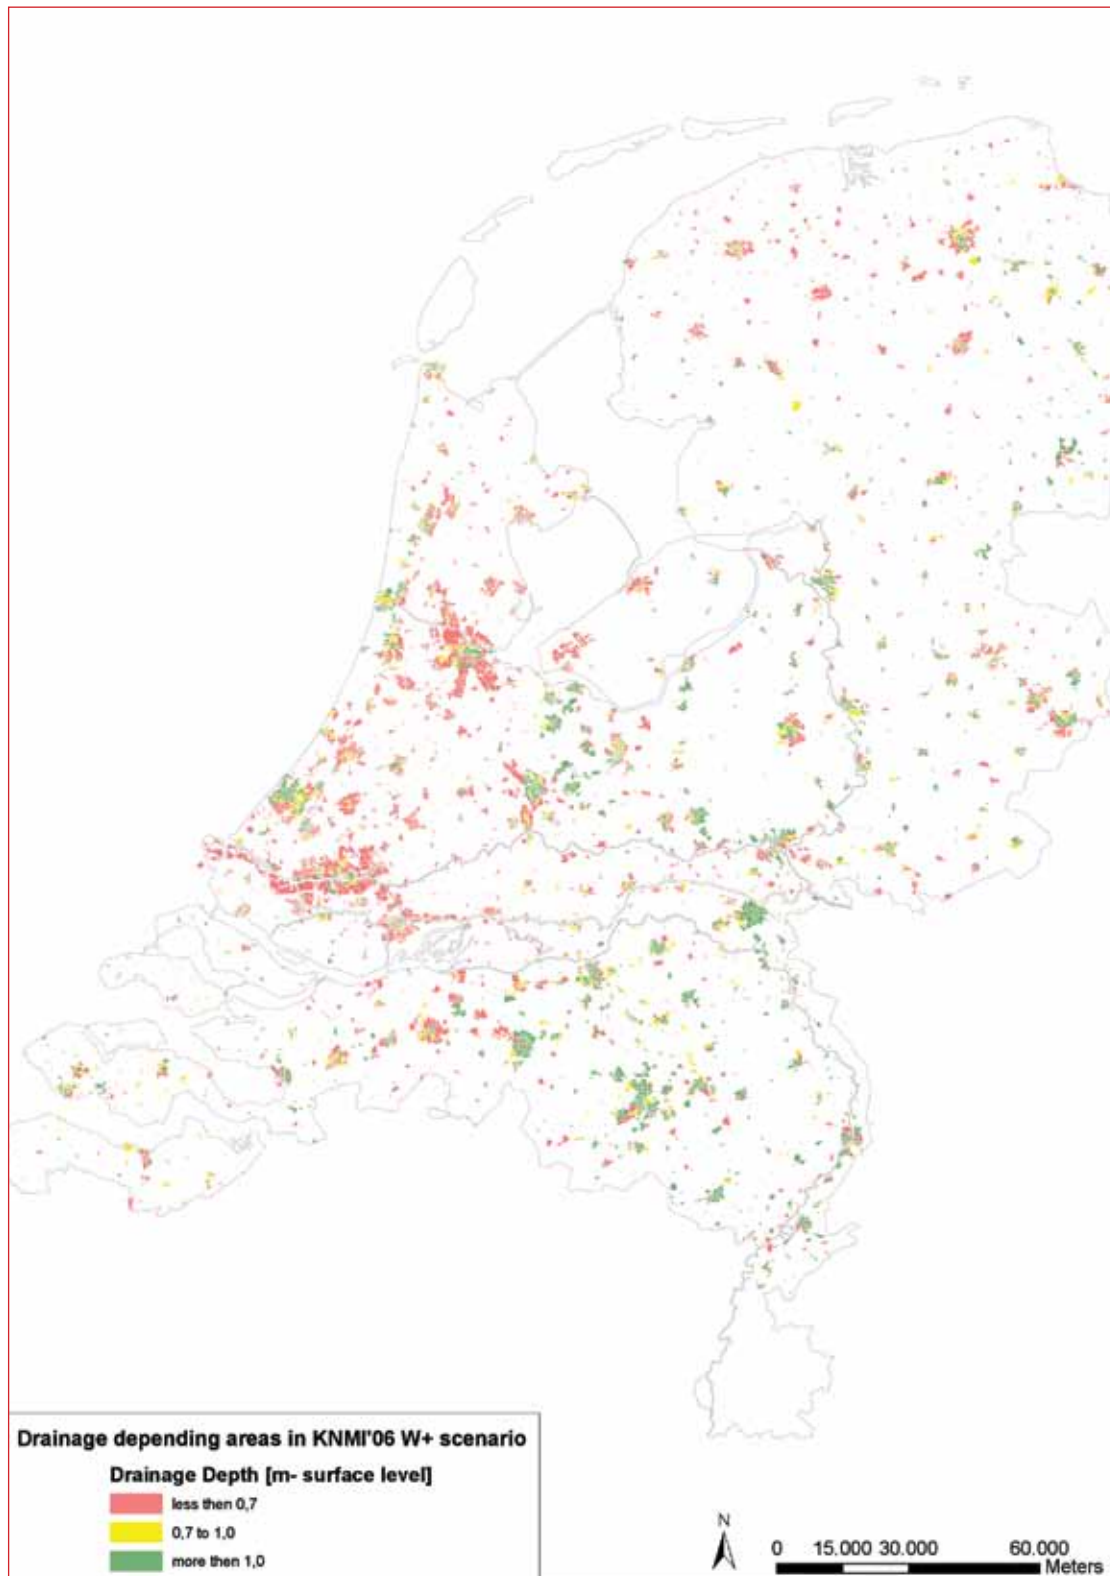 Drainage depending areas in KNMI'06 W+ scenario
Drainage Depth [m- surface level]
less then 0,7
0,7 to 1,0
more then 1,0
N
0 15.000 30.000 60.000
Meters